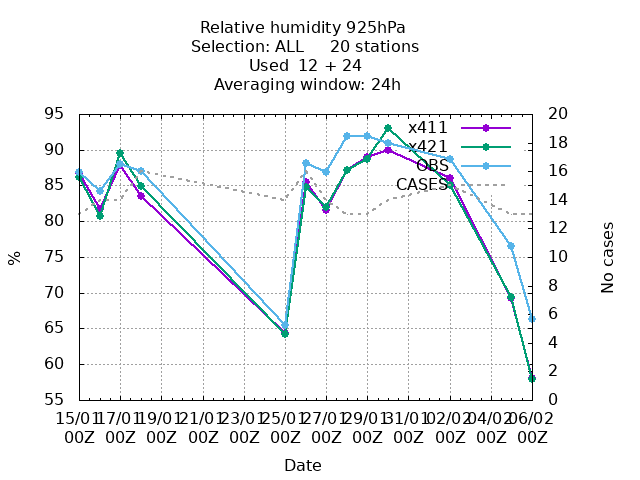 Relative humidity 925hPa
Selection: ALL 20 stations
Used 12 + 24
Averaging window: 24h
95 20
90 18
85 16
80 14
75 12
70 10
65 8
60 6
55 4
2
0
x411
x421
OBS
CASES
%
No cases
15/01 17/01 19/01 21/01 23/01 25/01 27/01 29/01 31/01 02/02 04/02 06/02
00Z 00Z 00Z 00Z 00Z 00Z 00Z 00Z 00Z 00Z 00Z 00Z
Date